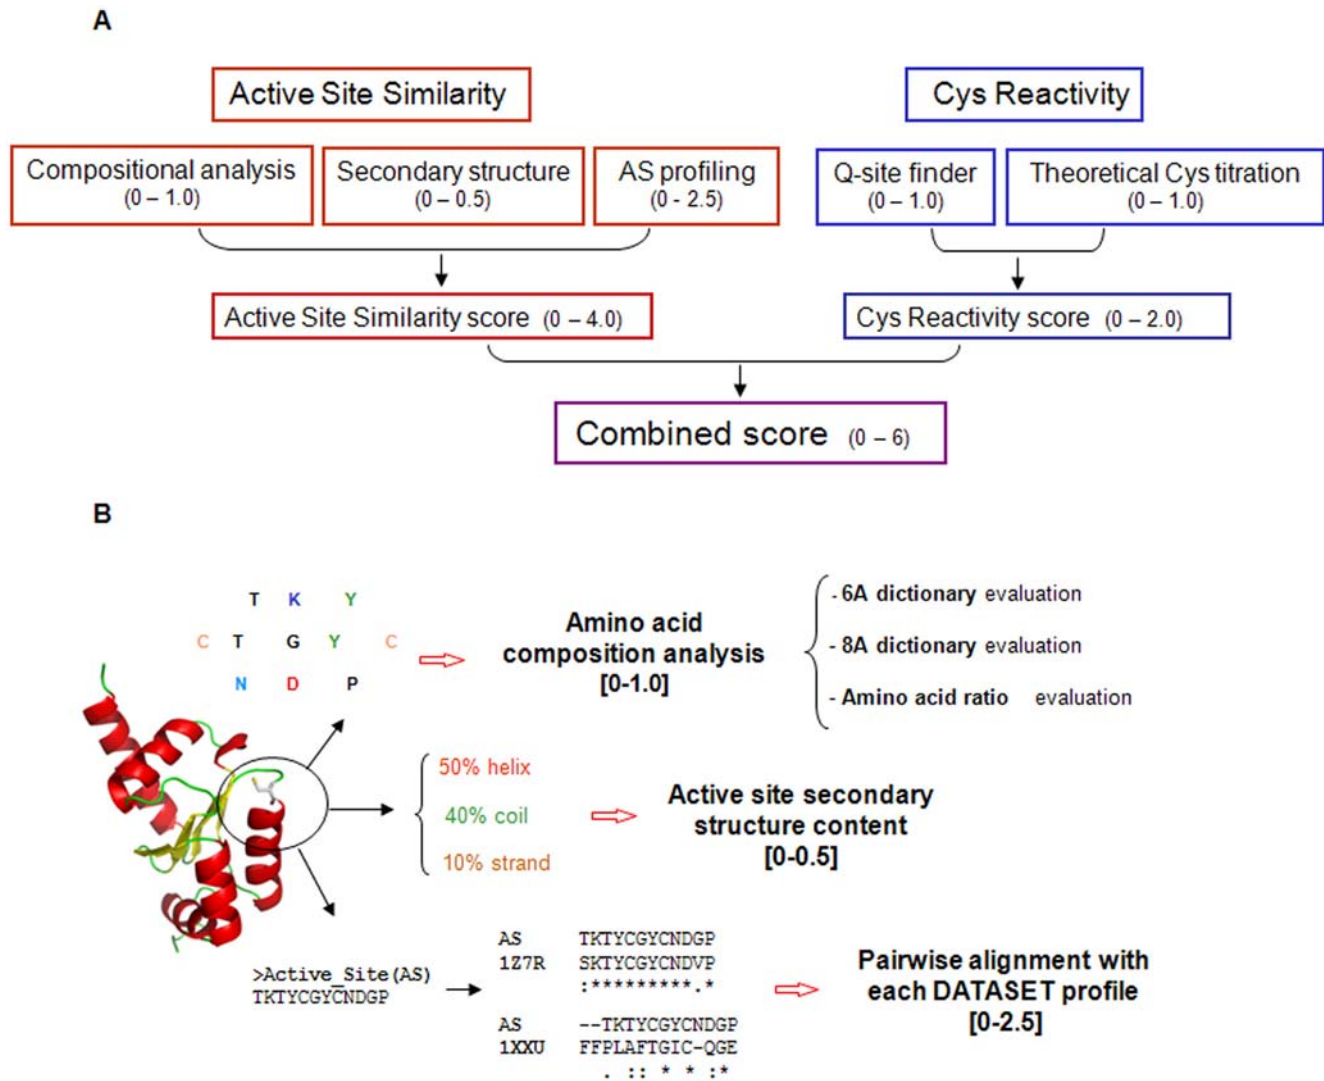 A
Active Site Similarity
Cys Reactivity
Compositional analysis
(0 – 1.0)
Secondary structure
(0 – 0.5)
AS profiling
(0 - 2.5)
Q-site finder
(0 – 1.0)
Theoretical Cys titration
(0 – 1.0)
Active Site Similarity score (0 – 4.0)
Cys Reactivity score (0 – 2.0)
Combined score (0 – 6)
B
T K Y
C T G Y C
N D P
Amino acid
composition analysis
[0-1.0]
- 6A dictionary evaluation
- 8A dictionary evaluation
- Amino acid ratio evaluation
50% helix
40% coil
10% strand
Active site secondary
structure content
[0-0.5]
>Active_Site(AS)
TKTYCGYCNDGP
AS TKTYCGYCNDGP
1Z7R SKTYCGYCNDVP
:*********.*
AS --TKTYCGYCNDGP
1XXU FFPLAFTGIC-QGE
. :: * * :*
Pairwise alignment with
each DATASET profile
[0-2.5]